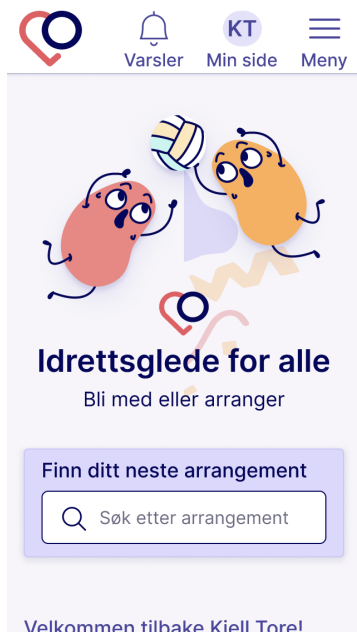 KT
Varsler Min side Meny
Idrettsglede for alle
Bli med eller arranger
Finn ditt neste arrangement
Søk etter arrangement
Velkommen tilbake Kjell Tore!